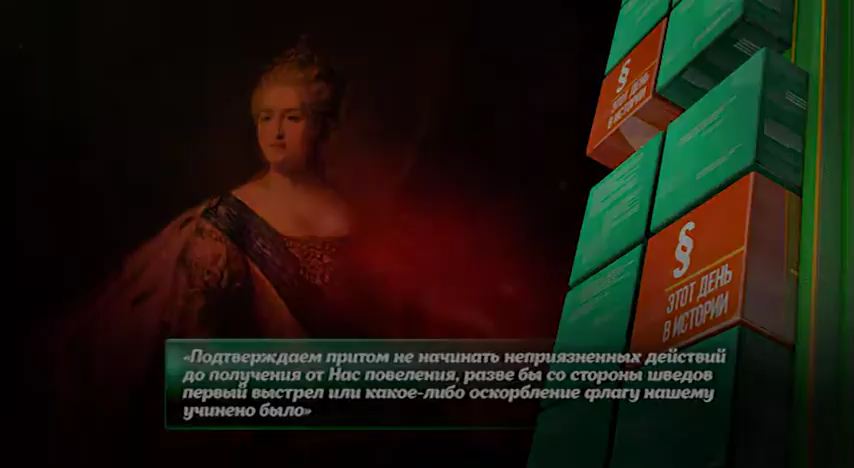 §
ЭТОТ ДЕНЬ
В ИСТОРИИ
§
ЭТОТ ДЕНЬ
В ИСТОРИИ
«Подтверждаем притом не начинать неприязненных действий
до получения от Нас повеления, разве бы со стороны шведов
первый выстрел или какое-либо оскорбление флагу нашему
учинено было»